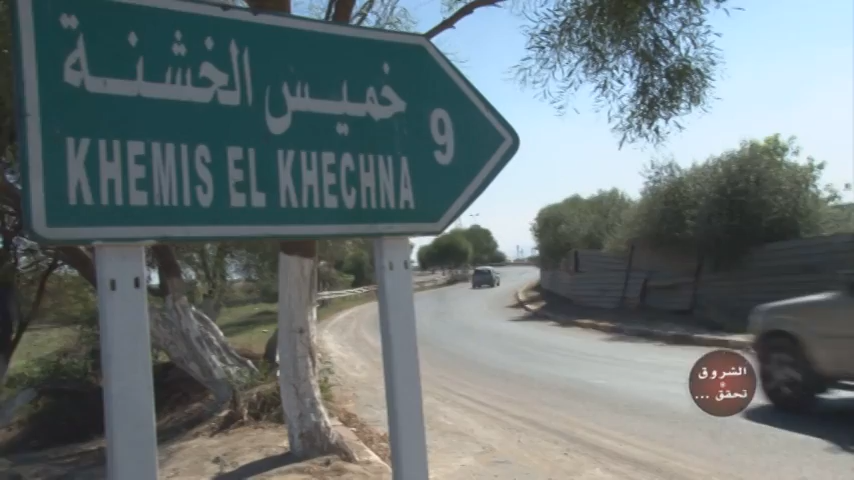 خميس الخشنة
9
KHEMIS EL KHECHNA
الشروق
و
تحقق ...